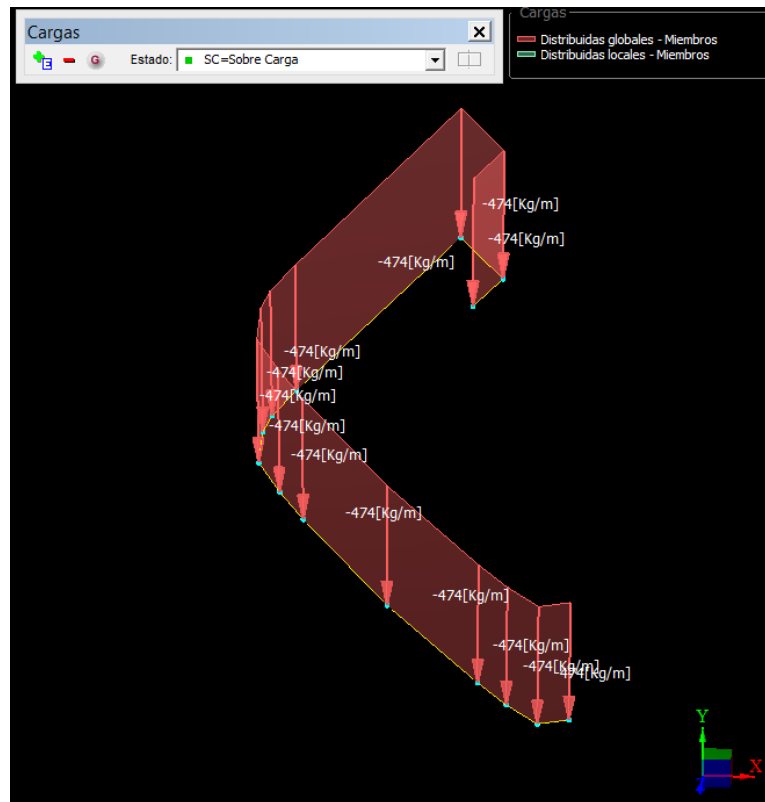 Cargas
Estado: SC=Sobre Carga
G
Cargas
Distribuidas globales - Miembros
Distribuidas locales - Miembros
-474[Kg/m]
-474[Kg/m]
-474[Kg/m]
-474[Kg/m]
-474[Kg/m]
-474[Kg/m]
-474[Kg/m]
-474[Kg/m]
-474[Kg/m]
-474[Kg/m]
-474[Kg/m]
-474[Kg/m]
-474[Kg/m]
Y
X
Z